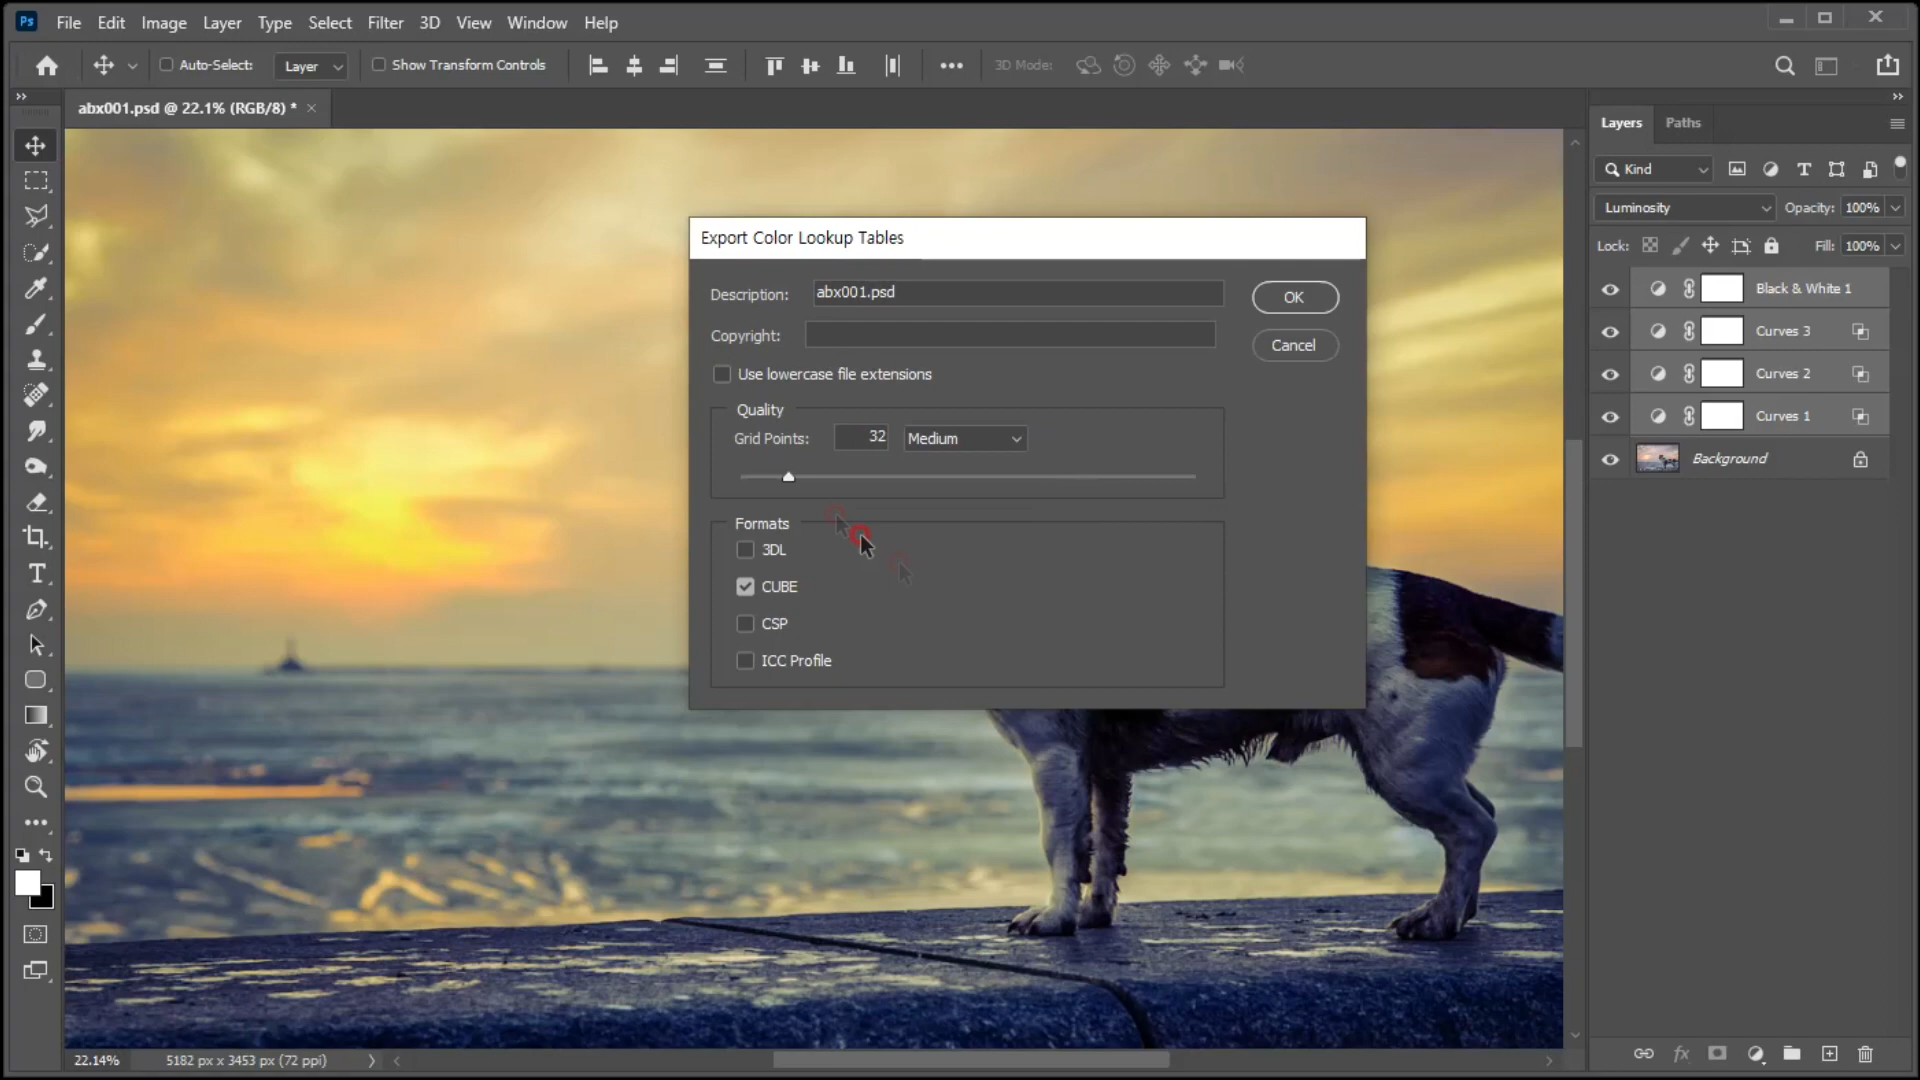 Ps File Edit Image Layer Type Select Filter 3D View Window Help
Auto-Select: Layer Show Transform Controls 3D Mode:
abx001.psd @ 22.1% (RGB/8) *
Layers Paths
Kind
Luminosity Opacity: 100%
Lock: Fill: 100%
Black & White 1
Curves 3
Curves 2
Curves 1
Background
Export Color Lookup Tables
Description: abx001.psd OK
Copyright: Cancel
Use lowercase file extensions
Quality
Grid Points: 32 Medium
Formats
3DL
CUBE
CSP
ICC Profile
22.14% 5182 px x 3453 px (72 ppi)